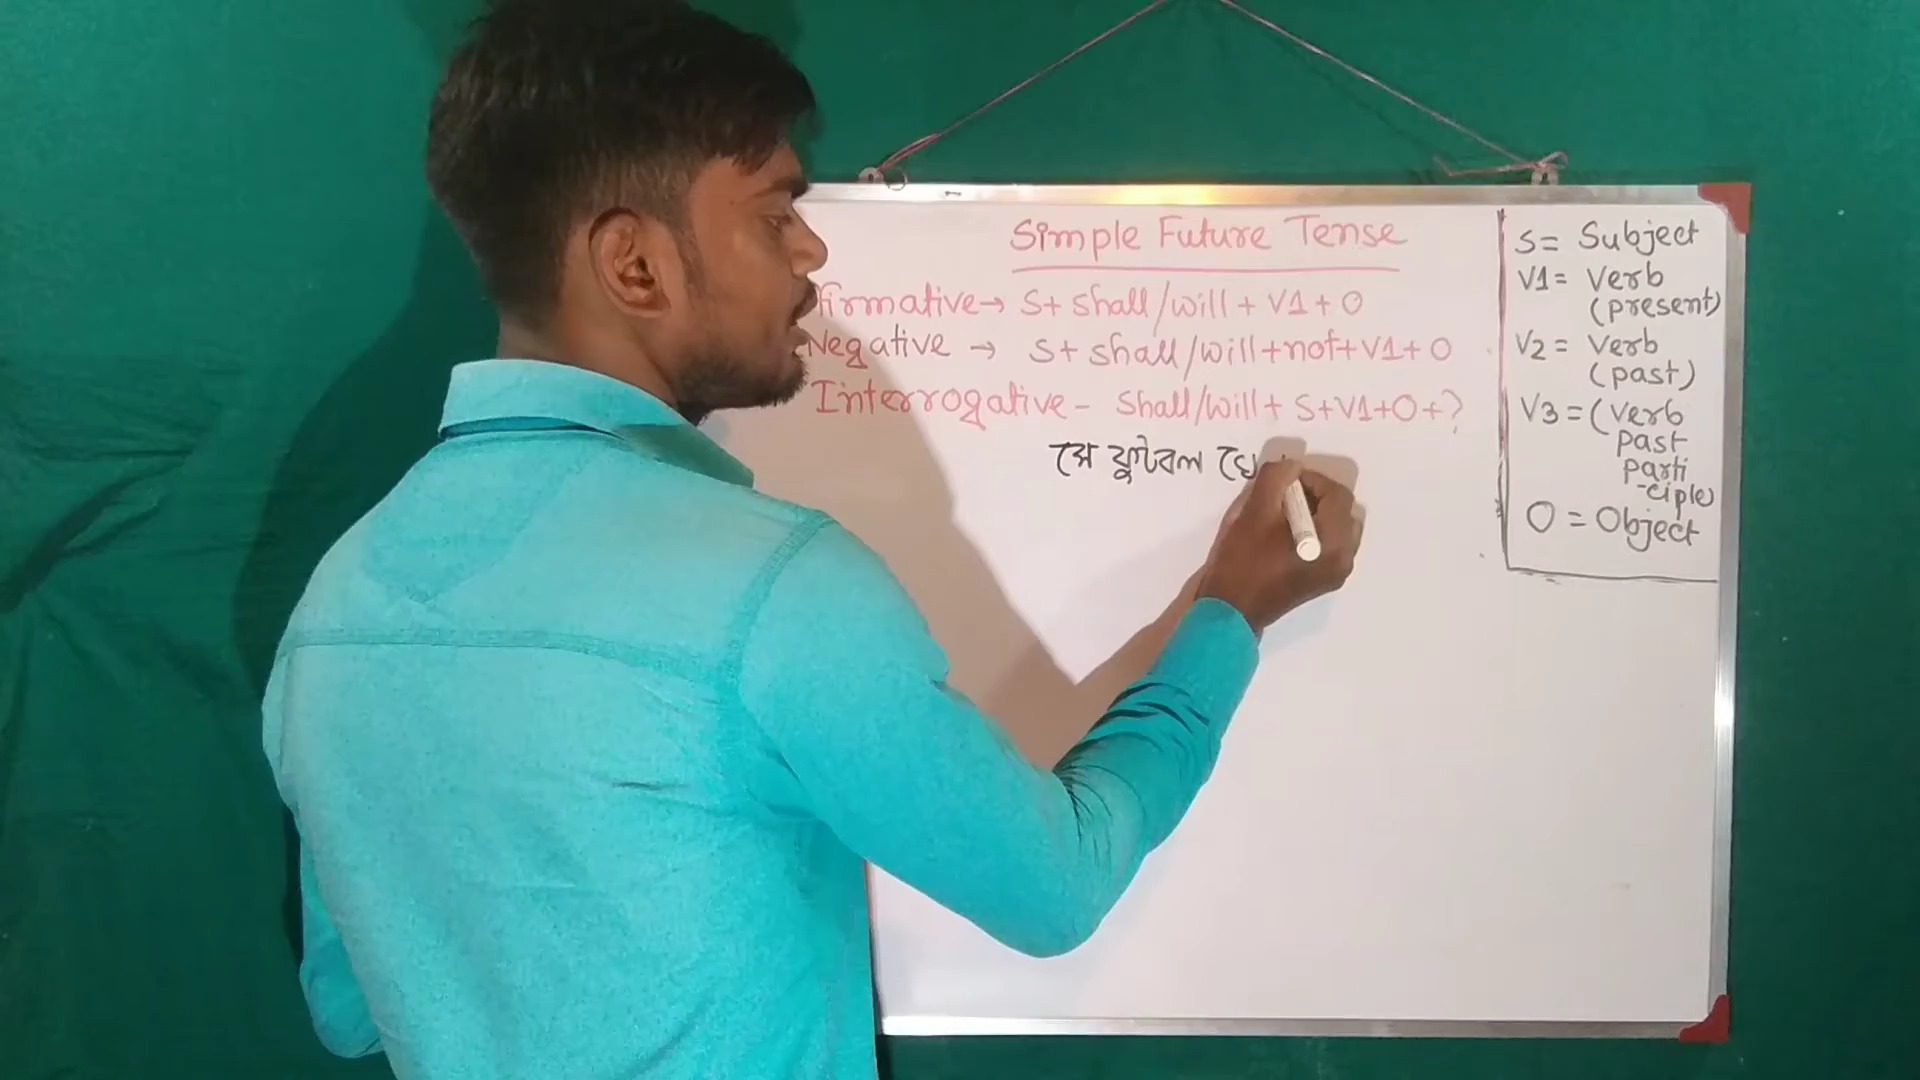 Simple Future Tense
firmative→ S+ shall/will + V1 + O
Negative → S+ shall/will+not+V1+ O
Interrogative - Shall/will+ S+V1+O+?
সে ফুটবল খে
S= Subject
V1= Verb
(present)
V2= Verb
(past)
V3 =(Verb
past
parti
-ciple)
O = Object